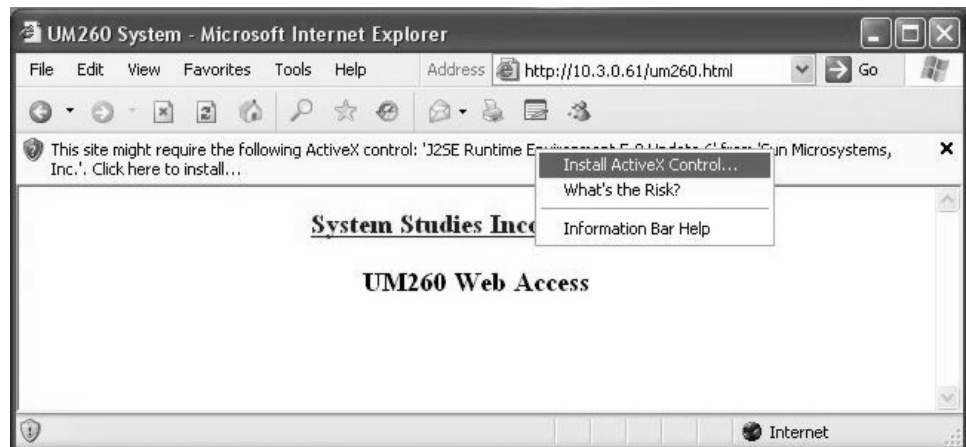 UM260 System - Microsoft Internet Explorer
File Edit View Favorites Tools Help Address http://10.3.0.61/um260.html Go
This site might require the following ActiveX control: 'J2SE Runtime
Inc.'. Click here to install...
Microsystems,
Install ActiveX Control...
What's the Risk?
Information Bar Help
System Studies
UM260 Web Access
Internet